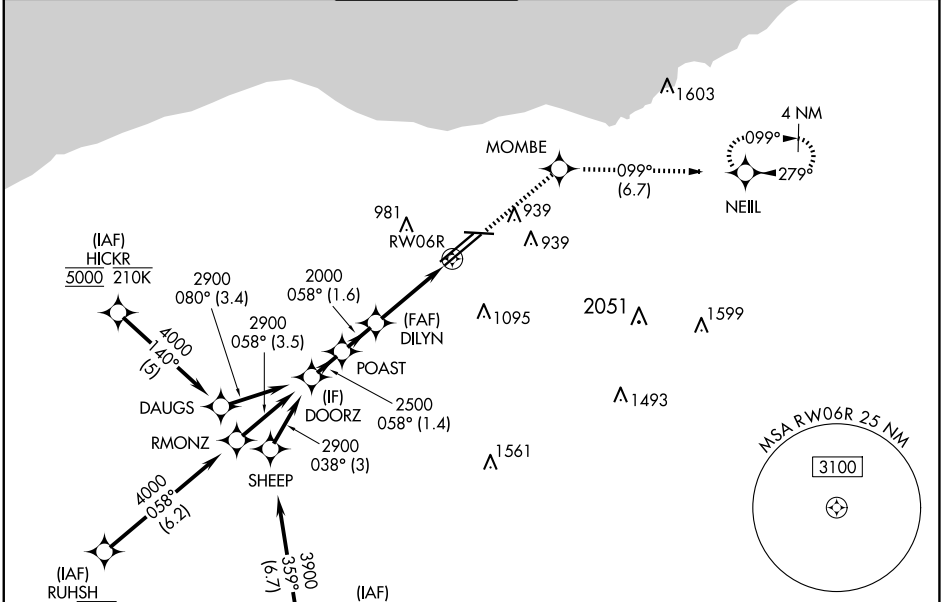 1603
4 NM
099°
279°
NEIIL
MOMBE
099°
(6.7)
981
939
RW06R
939
(IAF)
HICKR
5000 210K
2900
080° (3.4)
2000
058° (1.6)
2900
058° (3.5)
4000
140°
(5)
(FAF)
DILYN
1095
2051
1599
POAST
DAUGS
(IF)
DOORZ
2500
058° (1.4)
1493
RMONZ
2900
038° (3)
SHEEP
1561
MSA RW06R 25 NM
3100
4000
058°
(6.2)
3900
359°
(6.7)
(IAF)
RUHSH
(IAF)